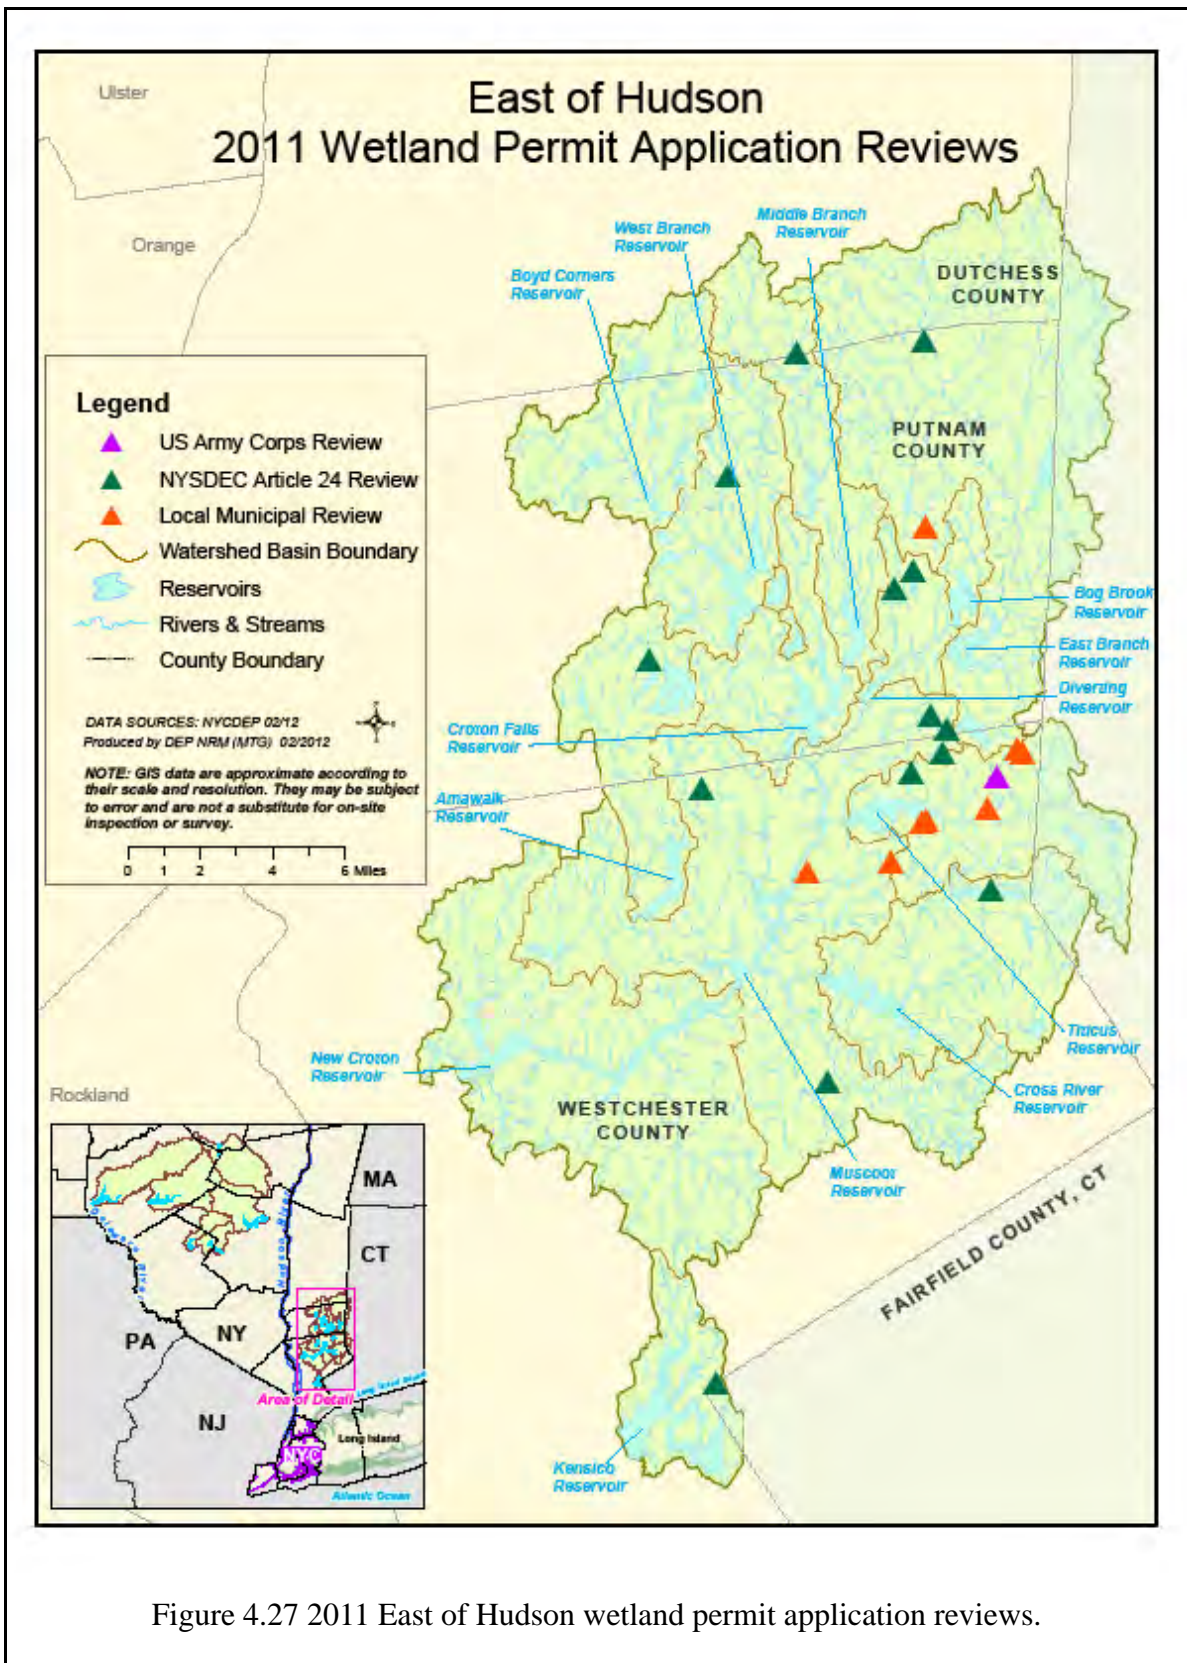 East of Hudson
2011 Wetland Permit Application Reviews
Ulster
Orange
Rockland
West Branch
Reservoir
Middle Branch
Reservoir
Boyd Corners
Reservoir
DUTCHESS
COUNTY
PUTNAM
COUNTY
Legend
US Army Corps Review
NYSDEC Article 24 Review
Local Municipal Review
Watershed Basin Boundary
Reservoirs
Rivers & Streams
County Boundary
DATA SOURCES: NYCDEP 02/12
Produced by DEP NRM (MTG) 02/2012
NOTE: GIS data are approximate according to
their scale and resolution. They may be subject
to error and are not a substitute for on-site
inspection or survey.
0 1 2 4 6 Miles
Bog Brook
Reservoir
East Branch
Reservoir
Diverting
Reservoir
Croton Falls
Reservoir
Amawalk
Reservoir
Titicus
Reservoir
New Croton
Reservoir
Cross River
Reservoir
WESTCHESTER
COUNTY
Muscoot
Reservoir
FAIRFIELD COUNTY, CT
Kensico
Reservoir
MA
CT
PA
NY
NJ
Delaware River
Hudson River
Area of Detail
Long Island Sound
Long Island
NYC
Atlantic Ocean
Figure 4.27 2011 East of Hudson wetland permit application reviews.